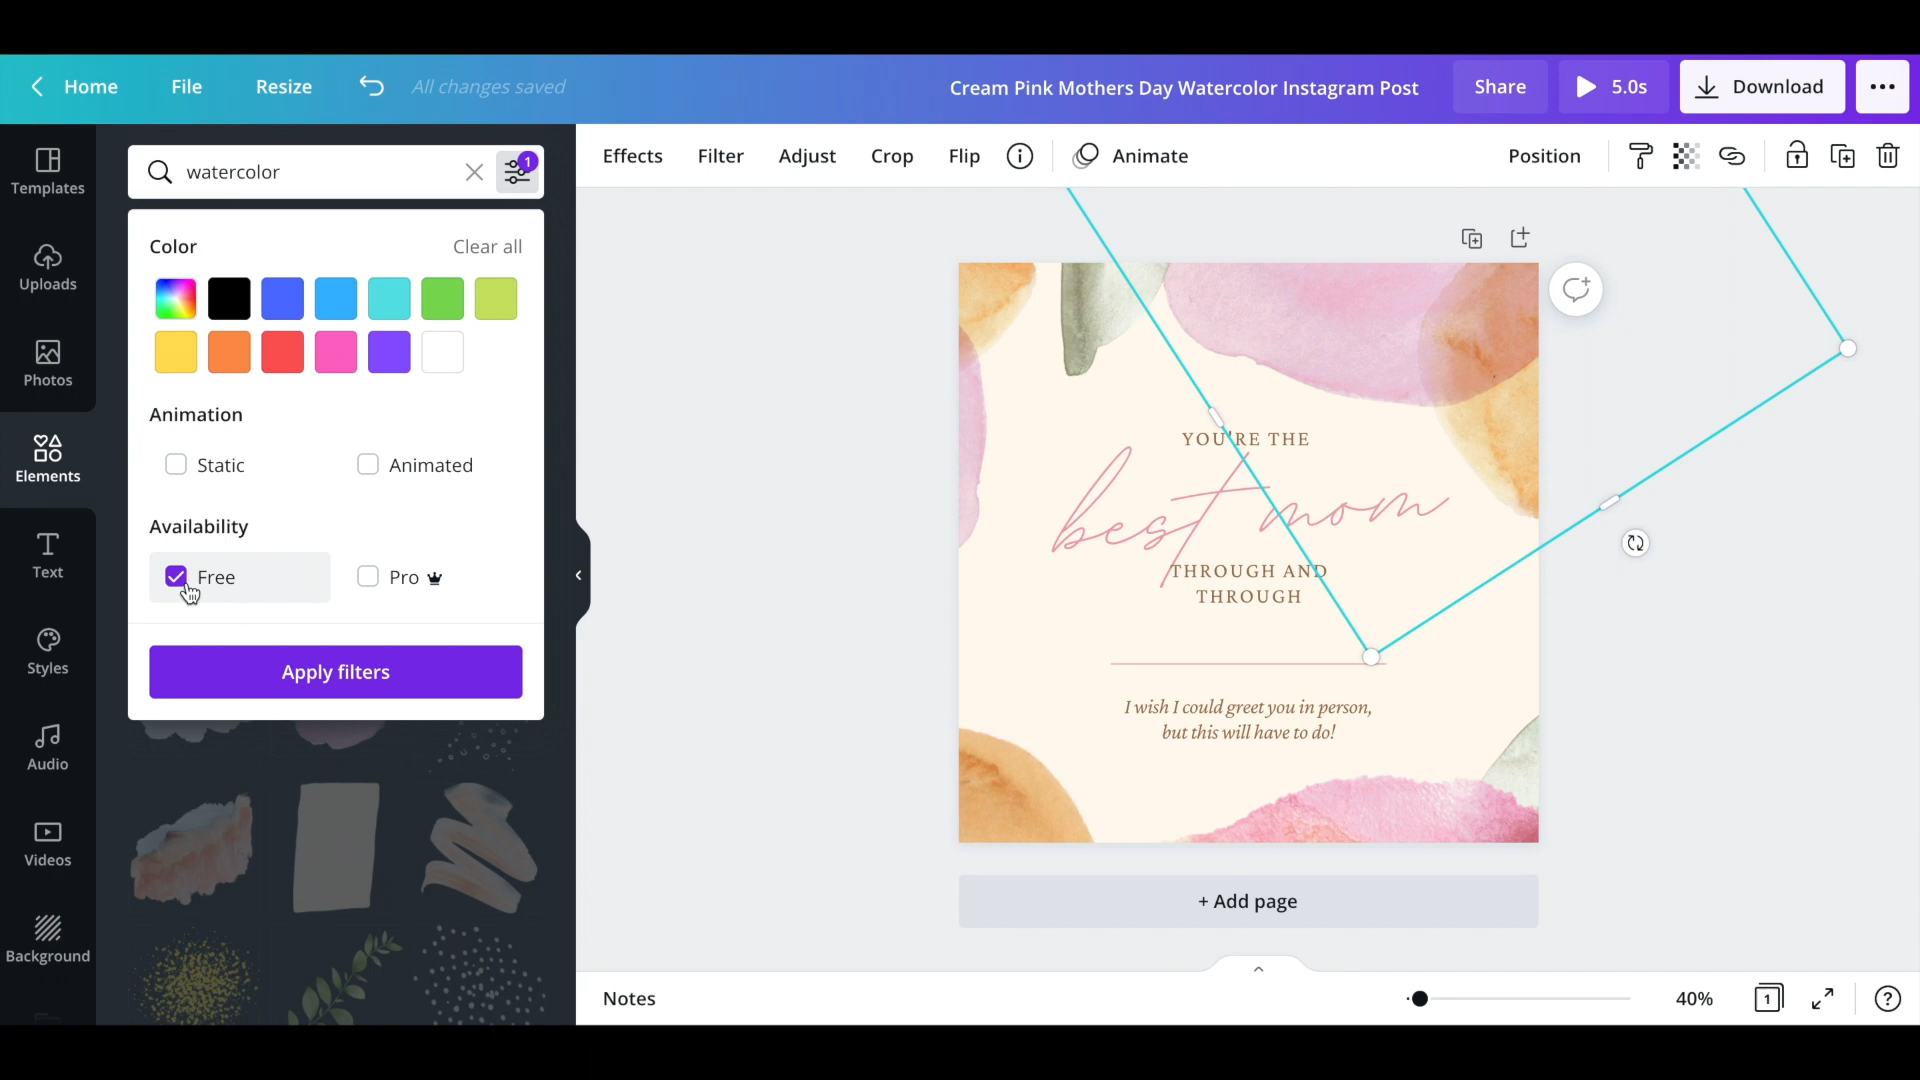 Home
File
Resize
All changes saved
Cream Pink Mothers Day Watercolor Instagram Post
Share
5.0s
Download
Templates
Uploads
Photos
Elements
Text
Styles
Audio
Videos
Background
watercolor
1
Color
Clear all
Animation
Static
Animated
Availability
Free
Pro
Apply filters
Effects
Filter
Adjust
Crop
Flip
Animate
Position
YOU'RE THE
best mom
THROUGH AND
THROUGH
I wish I could greet you in person,
but this will have to do!
+ Add page
Notes
40%
1
?